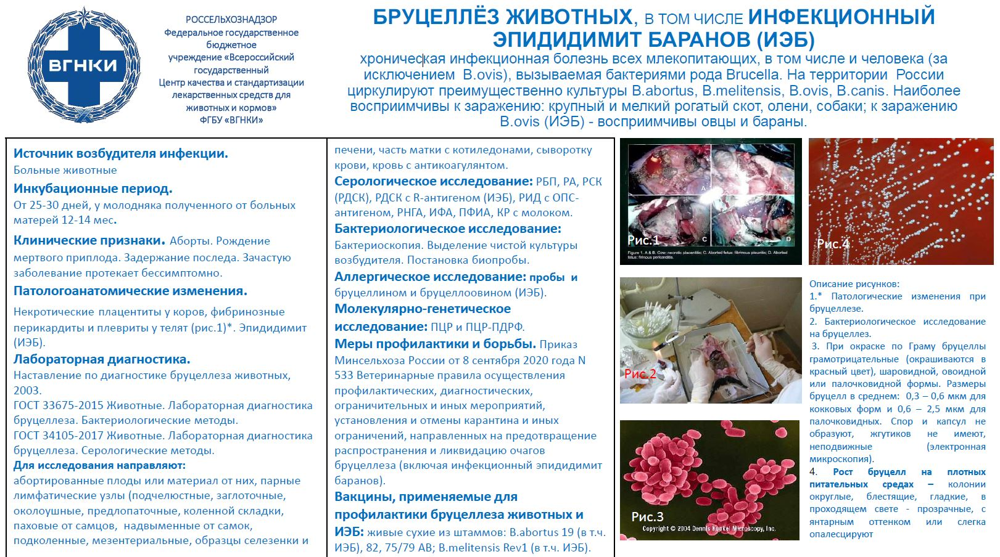 ВГНКИ
РОССЕЛЬХОЗНАДЗОР
Федеральное государственное
бюджетное
учреждение «Всероссийский
государственный
Центр качества и стандартизации
лекарственных средств для
животных и кормов»
ФГБУ «ВГНКИ»
БРУЦЕЛЛЁЗ ЖИВОТНЫХ, В ТОМ ЧИСЛЕ ИНФЕКЦИОННЫЙ
ЭПИДИДИМИТ БАРАНОВ (ИЭБ)
хроническая инфекционная болезнь всех млекопитающих, в том числе и человека (за
исключением B.ovis), вызываемая бактериями рода Brucella. На территории России
циркулируют преимущественно культуры B.abortus, B.melitensis, B.ovis, B.canis. Наиболее
восприимчивы к заражению: крупный и мелкий рогатый скот, олени, собаки; к заражению
B.ovis (ИЭБ) - восприимчивы овцы и бараны.
Источник возбудителя инфекции.
Больные животные
Инкубационные период.
От 25-30 дней, у молодняка полученного от больных
матерей 12-14 мес.
Клинические признаки. Аборты. Рождение
мертвого приплода. Задержание последа. Зачастую
заболевание протекает бессимптомно.
Патологоанатомические изменения.
Некротические плацентиты у коров, фибринозные
перикардиты и плевриты у телят (рис.1)*. Эпидидимит
(ИЭБ).
Лабораторная диагностика.
Наставление по диагностике бруцеллеза животных,
2003.
ГОСТ 33675-2015 Животные. Лабораторная диагностика
бруцеллеза. Бактериологические методы.
ГОСТ 34105-2017 Животные. Лабораторная диагностика
бруцеллеза. Серологические методы.
Для исследования направляют:
абортированные плоды или материал от них, парные
лимфатические узлы (подчелюстные, заглоточные,
околоушные, предлопаточные, коленной складки,
паховые от самцов, надвыменные от самок,
подколенные, мезентериальные, образцы селезенки и
печени, часть матки с котиледонами, сыворотку
крови, кровь с антикоагулянтом.
Серологическое исследование: РБП, РА, РСК
(РДСК), РДСК с R-антигеном (ИЭБ), РИД с ОПС-
антигеном, РНГА, ИФА, ПФИА, КР с молоком.
Бактериологическое исследование:
Бактериоскопия. Выделение чистой культуры
возбудителя. Постановка биопробы.
Аллергическое исследование: пробы и
бруцеллином и бруцеллоовином (ИЭБ).
Молекулярно-генетическое
исследование: ПЦР и ПЦР-ПДРФ.
Меры профилактики и борьбы. Приказ
Минсельхоза России от 8 сентября 2020 года N
533 Ветеринарные правила осуществления
профилактических, диагностических,
ограничительных и иных мероприятий,
установления и отмены карантина и иных
ограничений, направленных на предотвращение
распространения и ликвидацию очагов
бруцеллеза (включая инфекционный эпидидимит
баранов).
Вакцины, применяемые для
профилактики бруцеллеза животных и
ИЭБ: живые сухие из штаммов: B.abortus 19 (в т.ч.
ИЭБ), 82, 75/79 АВ; B.melitensis Rev1 (в т.ч. ИЭБ).
A
B
C
D
Рис.1
Figure 1. A & B. Cow: necrotic placentitis; C. Aborted fetus: fibrinous pleuritis; D. Aborted
fetus: firinous pericarditis.
Рис.4
Рис.2
Рис.3
Copyright © 2004 Dennis Kunkel Microscopy, Inc.
Описание рисунков:
1.* Патологические изменения при
бруцеллезе.
2. Бактериологическое исследование
на бруцеллез.
3. При окраске по Граму бруцеллы
грамотрицательные (окрашиваются в
красный цвет), шаровидной, овоидной
или палочковидной формы. Размеры
бруцелл в среднем: 0,3 – 0,6 мкм для
кокковых форм и 0,6 – 2,5 мкм для
палочковидных. Спор и капсул не
образуют, жгутиков не имеют,
неподвижные (электронная
микроскопия).
4. Рост бруцелл на плотных
питательных средах – колонии
округлые, блестящие, гладкие, в
проходящем свете - прозрачные, с
янтарным оттенком или слегка
опалесцируют